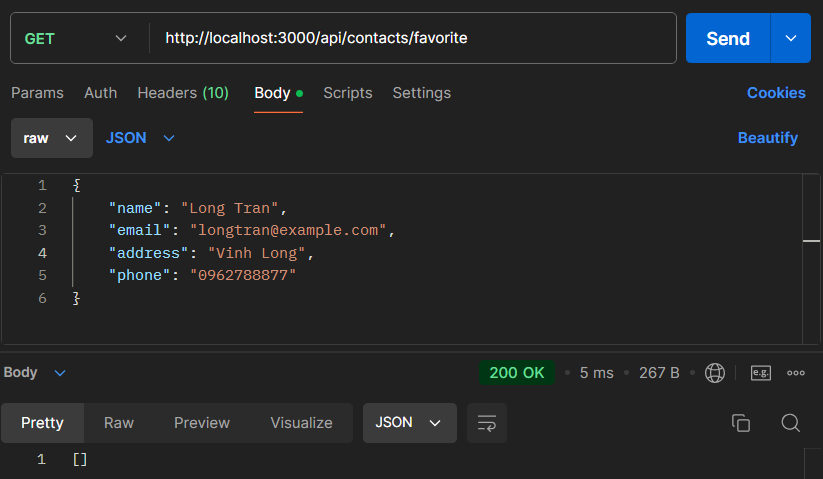 GET http://localhost:3000/api/contacts/favorite Send
Params Auth Headers (10) Body Scripts Settings Cookies
raw JSON Beautify
1 {
2 "name": "Long Tran",
3 "email": "longtran@example.com",
4 "address": "Vinh Long",
5 "phone": "0962788877"
6 }
Body 200 OK 5 ms 267 B e.g.
Pretty Raw Preview Visualize JSON
1 []